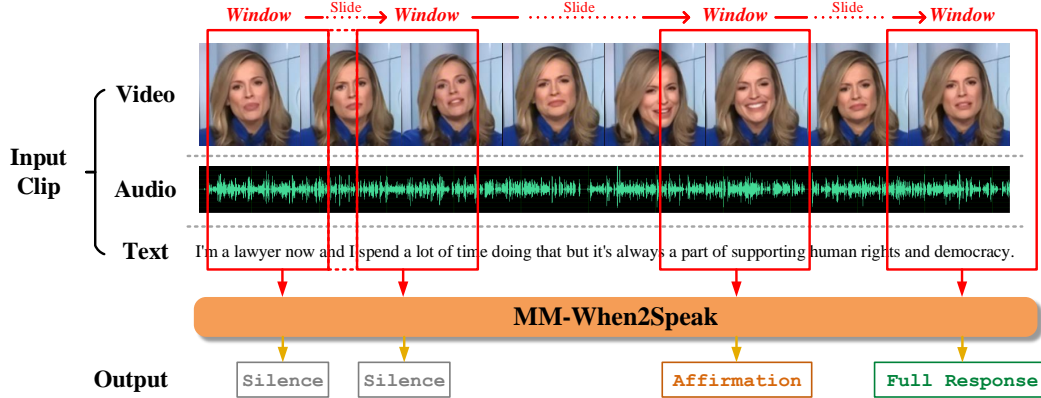 Window Slide Window Slide Window Slide Window
Video
Input
Clip
Audio
Text
I'm a lawyer now and I spend a lot of time doing that but it's always a part of supporting human rights and democracy.
MM-When2Speak
Output Silence Silence Affirmation Full Response